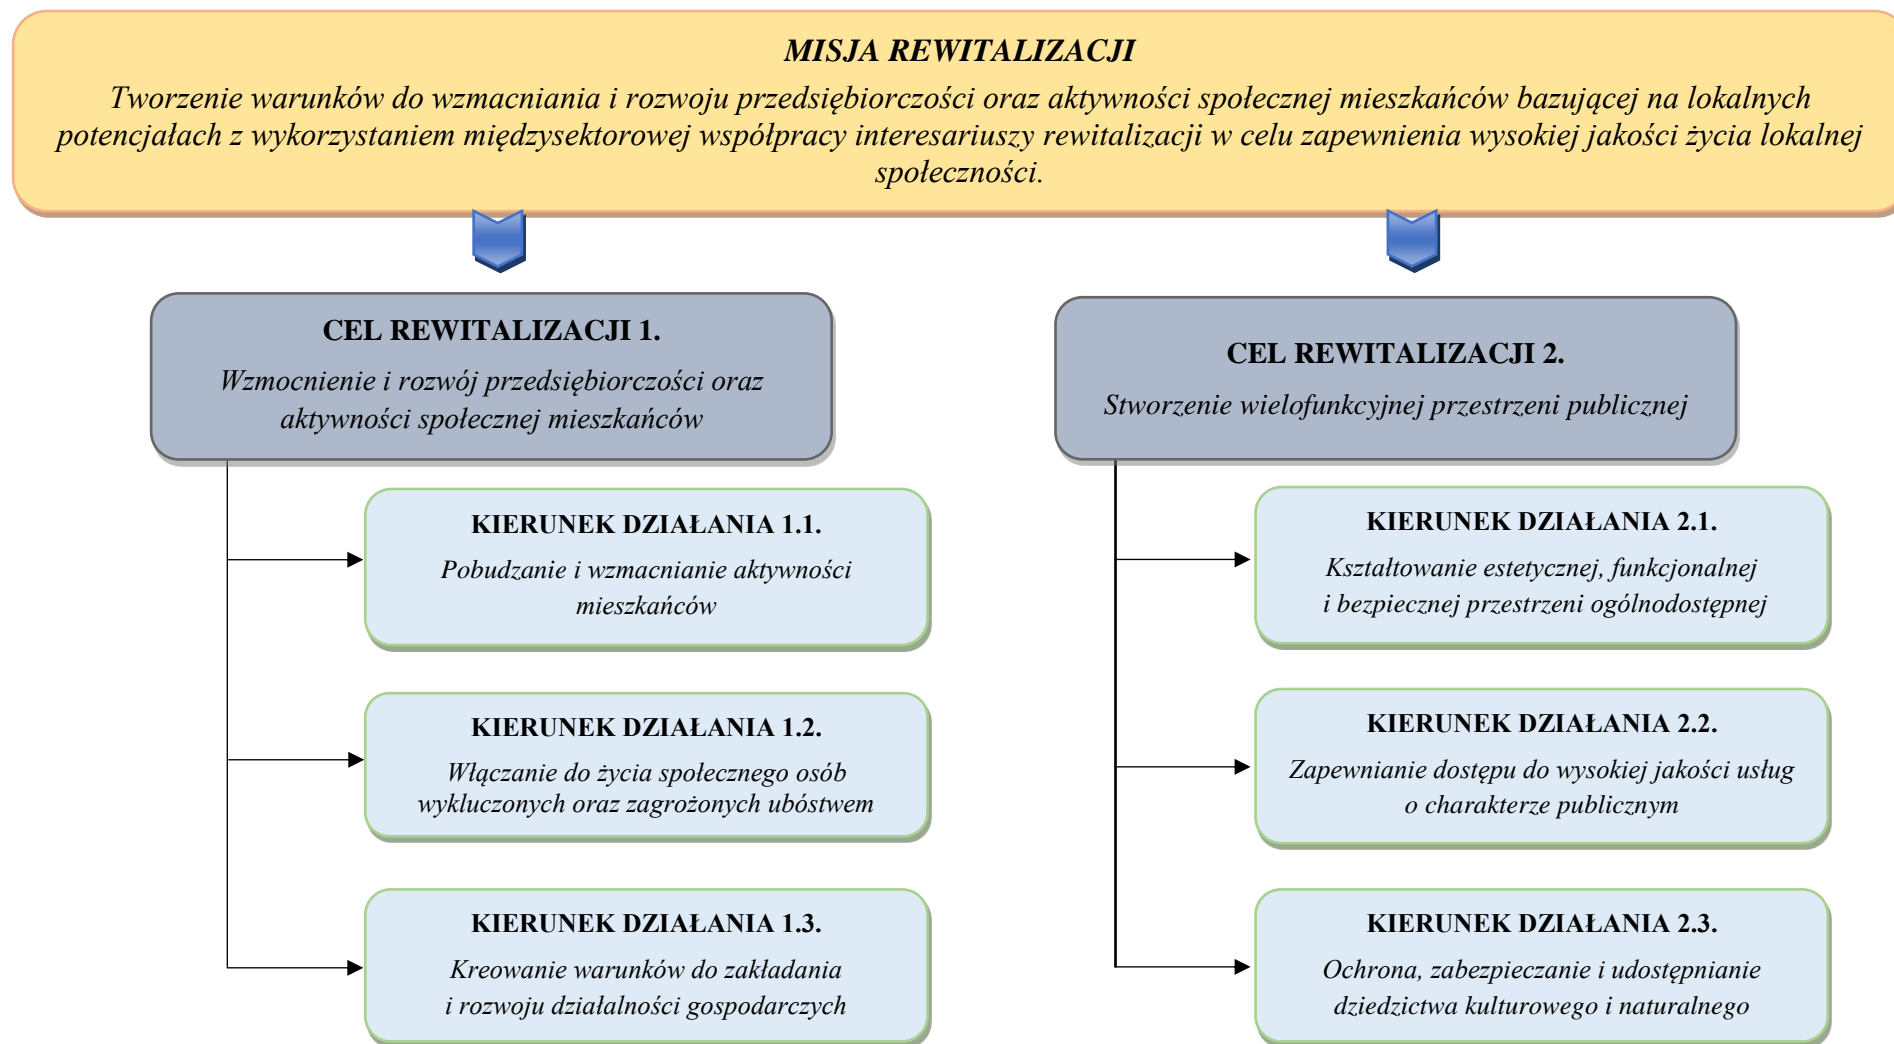 MISJA REWITALIZACJI
Tworzenie warunków do wzmacniania i rozwoju przedsiębiorczości oraz aktywności społecznej mieszkańców bazującej na lokalnych
potencjałach z wykorzystaniem międzysektorowej współpracy interesariuszy rewitalizacji w celu zapewnienia wysokiej jakości życia lokalnej
społeczności.
CEL REWITALIZACJI 1.
Wzmocnienie i rozwój przedsiębiorczości oraz
aktywności społecznej mieszkańców
KIERUNEK DZIAŁANIA 1.1.
Pobudzanie i wzmacnianie aktywności
mieszkańców
KIERUNEK DZIAŁANIA 1.2.
Włączanie do życia społecznego osób
wykluczonych oraz zagrożonych ubóstwem
KIERUNEK DZIAŁANIA 1.3.
Kreowanie warunków do zakładania
i rozwoju działalności gospodarczych
CEL REWITALIZACJI 2.
Stworzenie wielofunkcyjnej przestrzeni publicznej
KIERUNEK DZIAŁANIA 2.1.
Kształtowanie estetycznej, funkcjonalnej
i bezpiecznej przestrzeni ogólnodostępnej
KIERUNEK DZIAŁANIA 2.2.
Zapewnianie dostępu do wysokiej jakości usług
o charakterze publicznym
KIERUNEK DZIAŁANIA 2.3.
Ochrona, zabezpieczanie i udostępnianie
dziedzictwa kulturowego i naturalnego